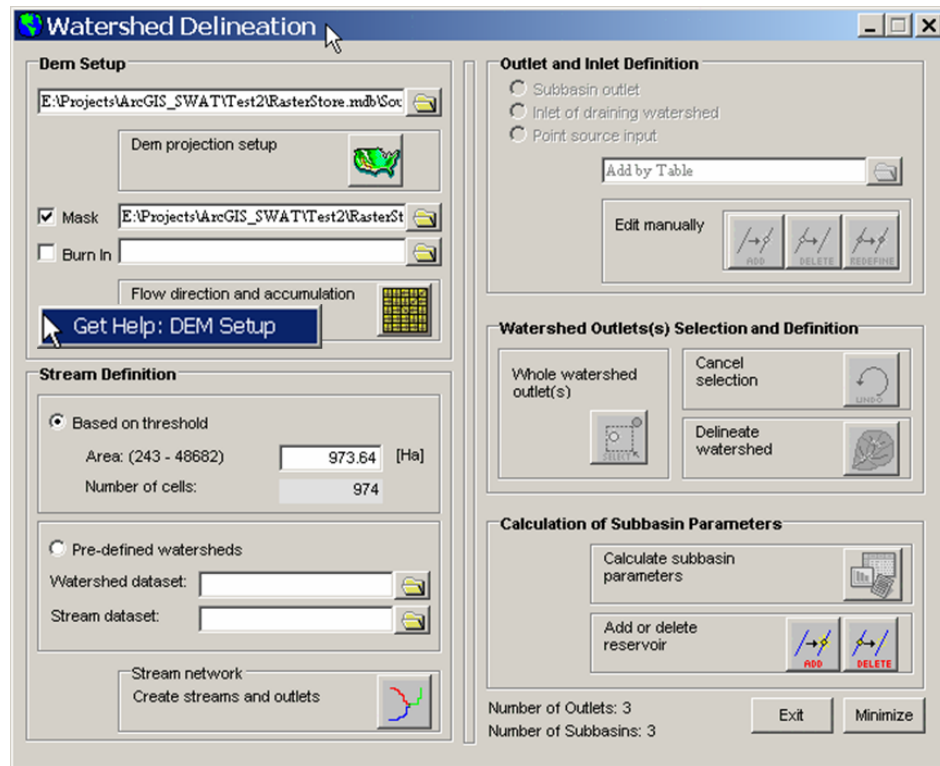 Watershed Delineation
Dem Setup
E:\Projects\ArcGIS_SWAT\Test2\RasterStore.mdb\Sou
Dem projection setup
Mask
E:\Projects\ArcGIS_SWAT\Test2\RasterSt
Burn In
Flow direction and accumulation
Get Help: DEM Setup
Stream Definition
Based on threshold
Area: (243 - 48682)
973.64
[Ha]
Number of cells:
974
Pre-defined watersheds
Watershed dataset:
Stream dataset:
Stream network
Create streams and outlets
Outlet and Inlet Definition
Subbasin outlet
Inlet of draining watershed
Point source input
Add by Table
Edit manually
ADD
DELETE
REDEFINE
Watershed Outlets(s) Selection and Definition
Whole watershed
outlet(s)
SELECT
Cancel
selection
UNDO
Delineate
watershed
Calculation of Subbasin Parameters
Calculate subbasin
parameters
Add or delete
reservoir
ADD
DELETE
Number of Outlets: 3
Number of Subbasins: 3
Exit
Minimize